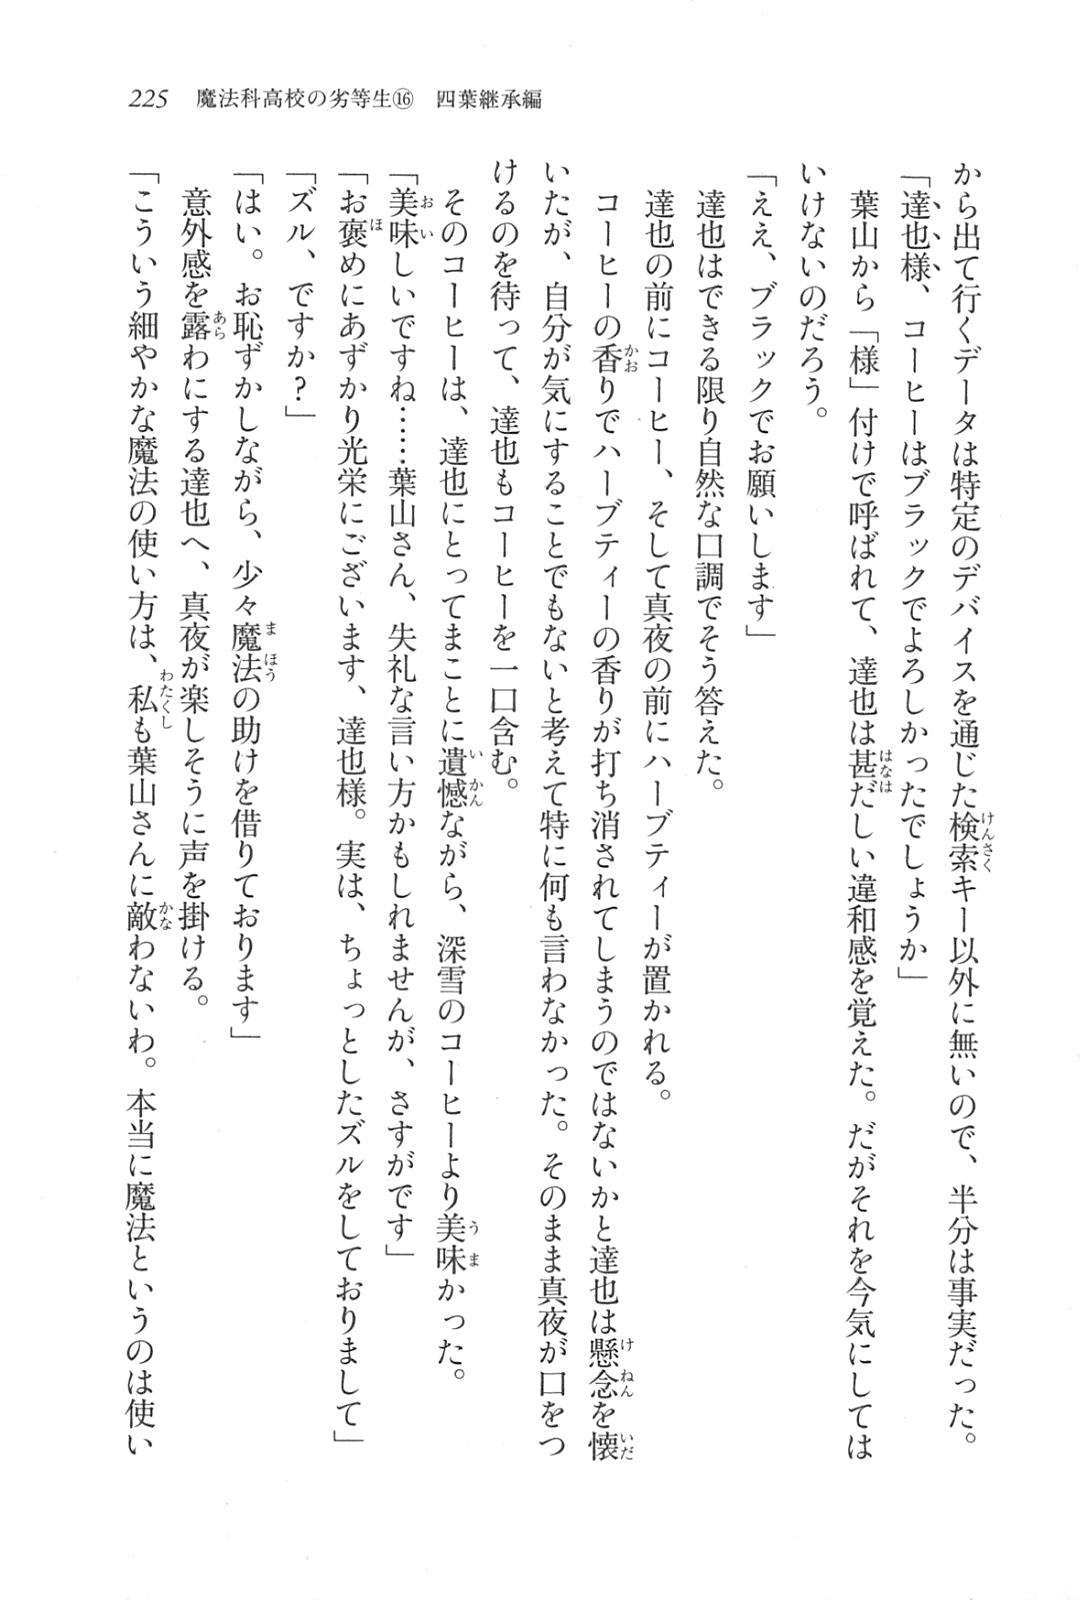 225　魔法科高校の劣等生⑯　四葉継承編
から出て行くデータは特定のデバイスを通じた検索キー以外に無いので、半分は事実だった。
「達也様、コーヒーはブラックでよろしかったでしょうか」
　葉山から「様」付けで呼ばれて、達也は甚だしい違和感を覚えた。だがそれを今気にしては
いけないのだろう。
「ええ、ブラックでお願いします」
　達也はできる限り自然な口調でそう答えた。
　達也の前にコーヒー、そして真夜の前にハーブティーが置かれる。
　コーヒーの香りでハーブティーの香りが打ち消されてしまうのではないかと達也は懸念を懐
いたが、自分が気にすることでもないと考えて特に何も言わなかった。そのまま真夜が口をつ
けるのを待って、達也もコーヒーを一口含む。
　そのコーヒーは、達也にとってまことに遺憾ながら、深雪のコーヒーより美味かった。
「美味しいですね……葉山さん、失礼な言い方かもしれませんが、さすがです」
「お褒めにあずかり光栄にございます、達也様。実は、ちょっとしたズルをしておりまして」
「ズル、ですか？」
「はい。お恥ずかしながら、少々魔法の助けを借りております」
　意外感を露わにする達也へ、真夜が楽しそうに声を掛ける。
「こういう細やかな魔法の使い方は、私も葉山さんに敵わないわ。本当に魔法というのは使い